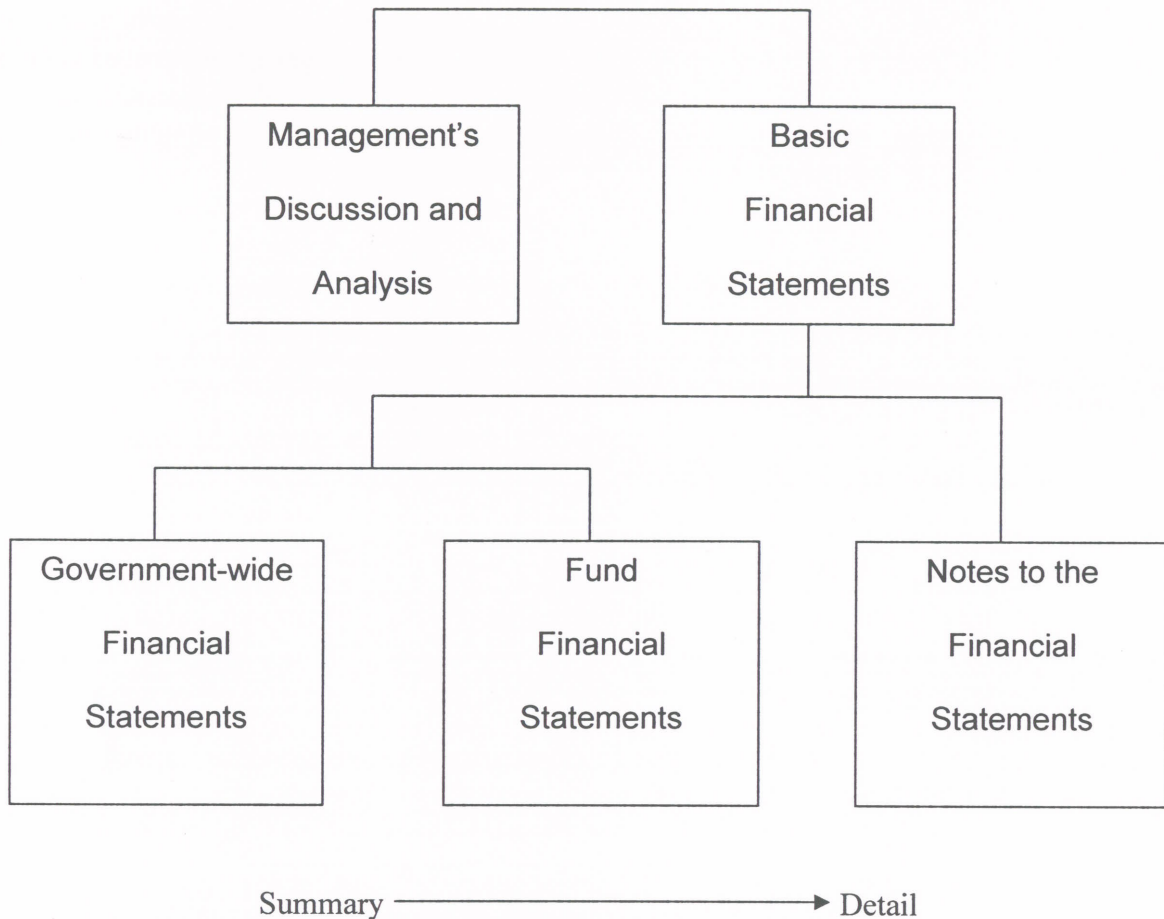 Management's
Discussion and
Analysis
Basic
Financial
Statements
Government-wide
Financial
Statements
Fund
Financial
Statements
Notes to the
Financial
Statements
Summary
Detail